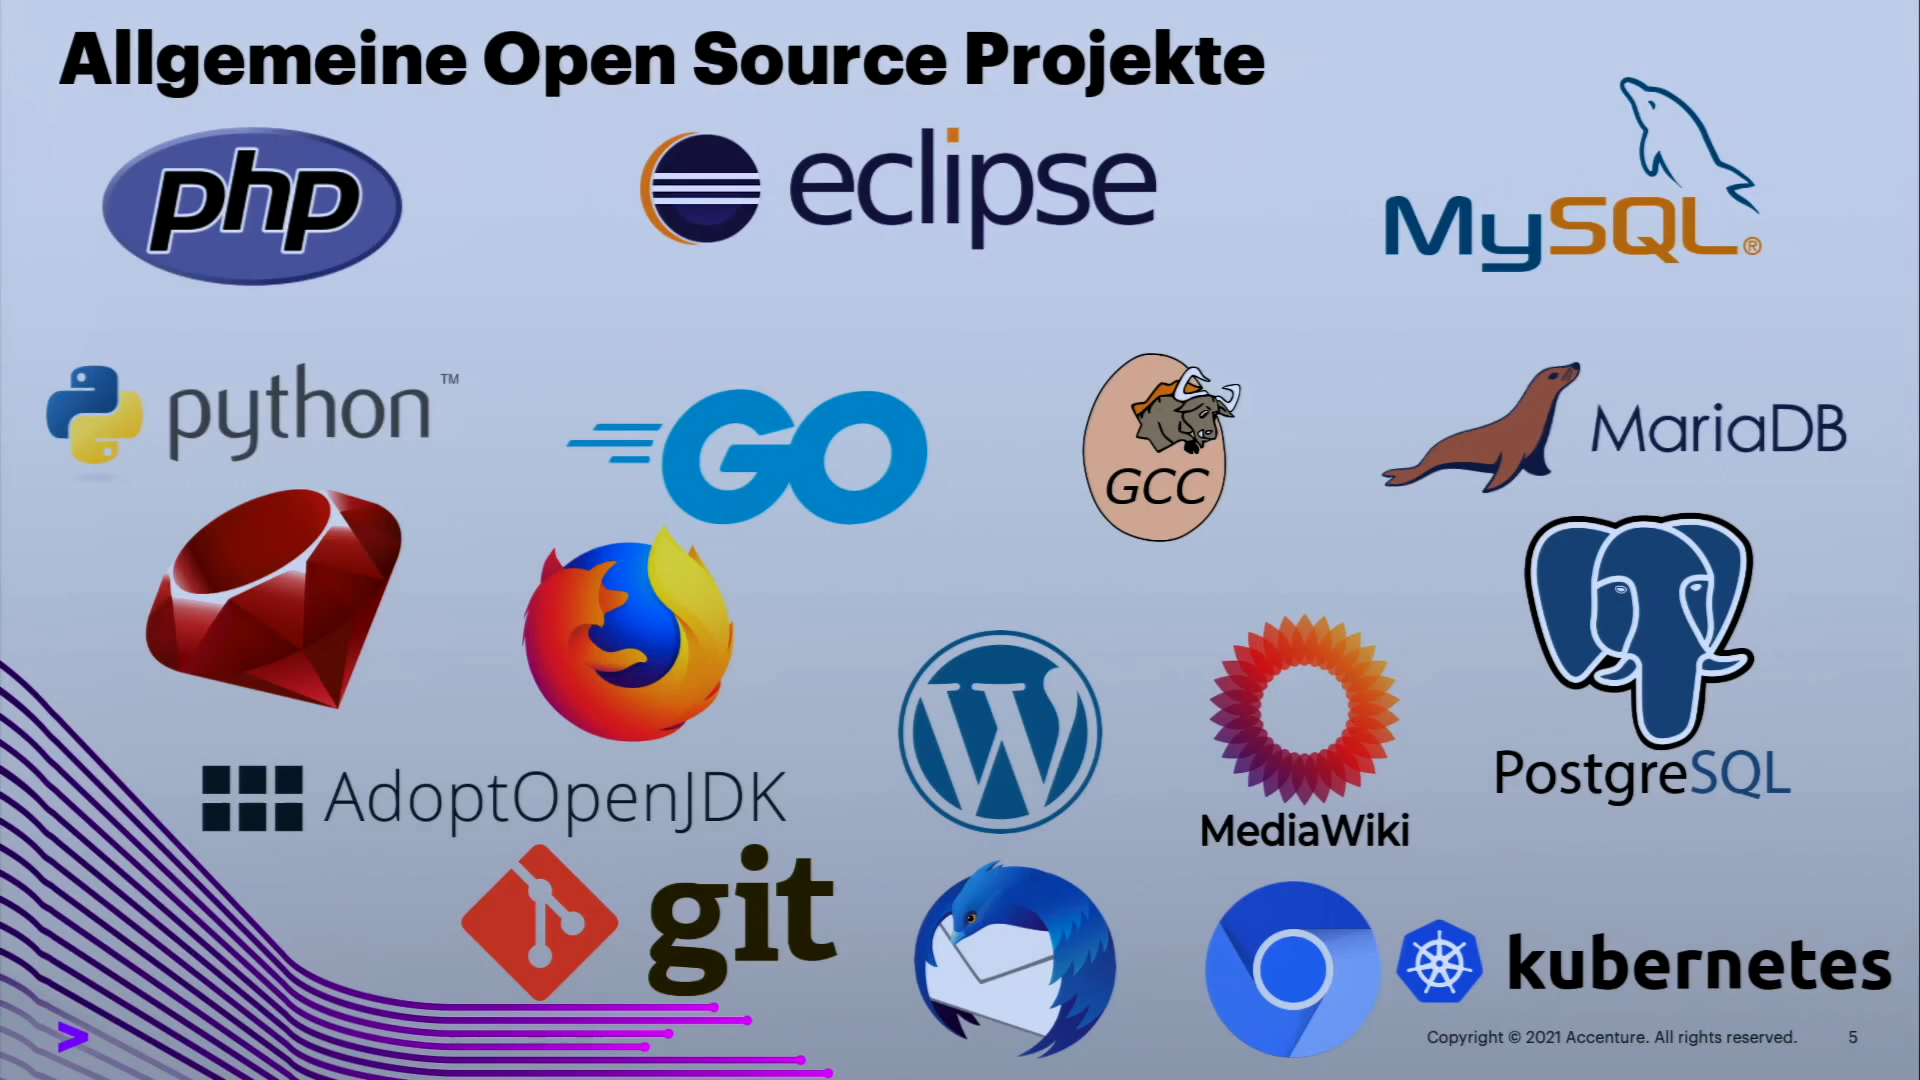 Allgemeine Open Source Projekte
php
eclipse
MySQL®
python™
GO
GCC
MariaDB
W
PostgreSQL
MediaWiki
AdoptOpenJDK
git
kubernetes
>
Copyright © 2021 Accenture. All rights reserved. 5